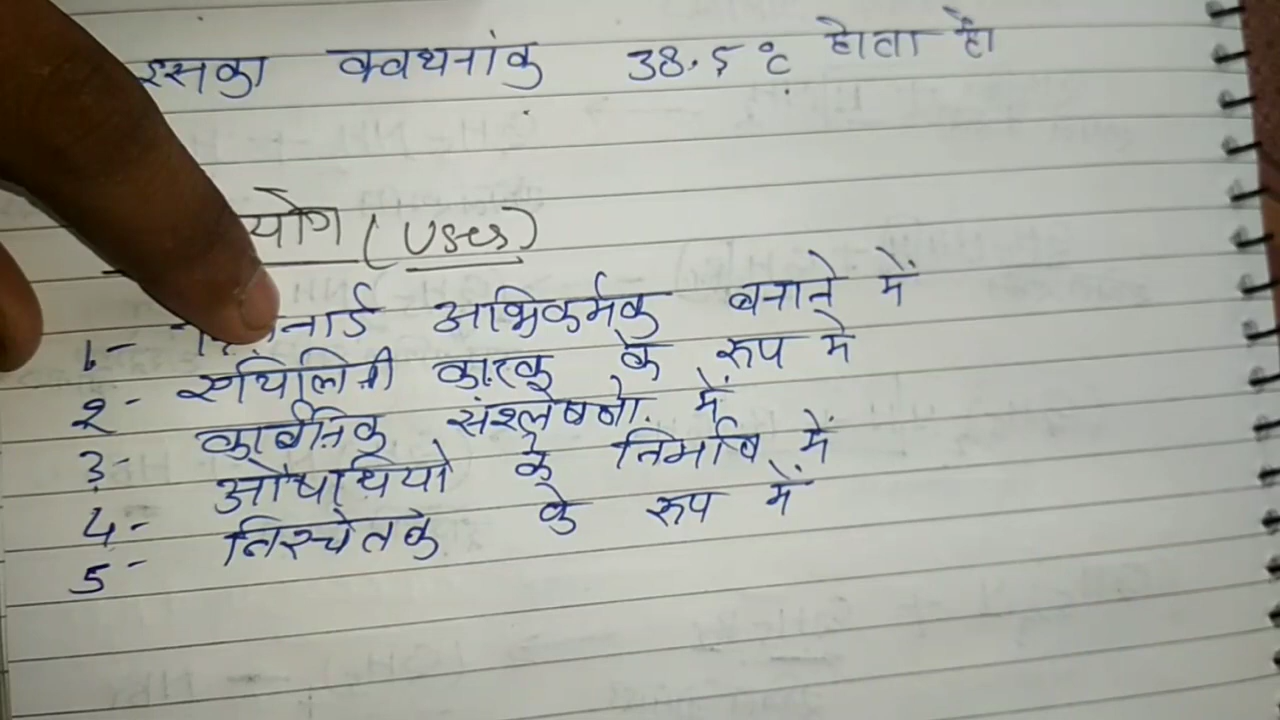 इसका क्वथनांक 38.5°C होता है।
योग (Uses)
1- अभिकर्मक बनाने में
2- एथिलिनी कारक के रूप मे
3- कार्बनिक संश्लेषणो में
4- औषधियो के निर्माण में
5- निश्चेतक के रूप में